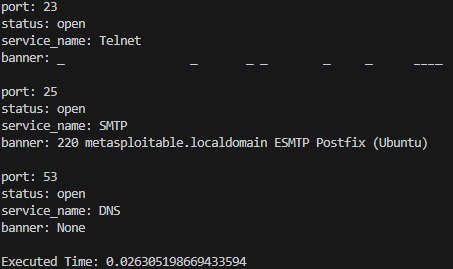 port: 23
status: open
service_name: Telnet
banner: _                  _       _ _        _     _      ____
port: 25
status: open
service_name: SMTP
banner: 220 metasploitable.localdomain ESMTP Postfix (Ubuntu)
port: 53
status: open
service_name: DNS
banner: None
Executed Time: 0.026305198669433594